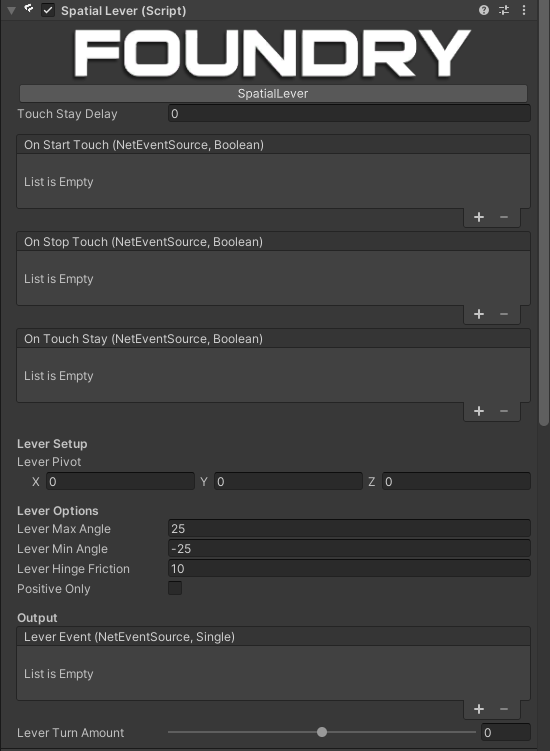 Spatial Lever (Script)
FOUNDRY
SpatialLever
Touch Stay Delay 0
On Start Touch (NetEventSource, Boolean)
List is Empty
+ −
On Stop Touch (NetEventSource, Boolean)
List is Empty
+ −
On Touch Stay (NetEventSource, Boolean)
List is Empty
+ −
Lever Setup
Lever Pivot
X 0 Y 0 Z 0
Lever Options
Lever Max Angle 25
Lever Min Angle -25
Lever Hinge Friction 10
Positive Only
Output
Lever Event (NetEventSource, Single)
List is Empty
+ −
Lever Turn Amount 0